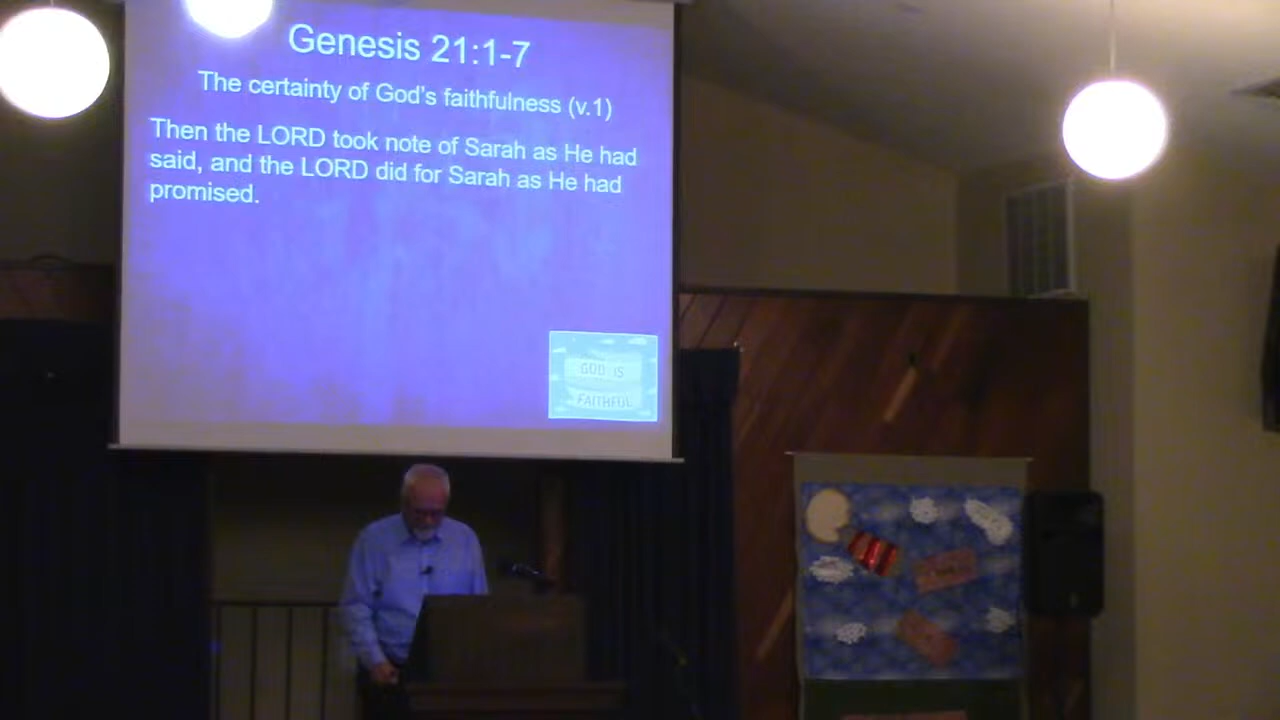 Genesis 21:1-7
The certainty of God's faithfulness (v.1)
Then the LORD took note of Sarah as He had
said, and the LORD did for Sarah as He had
promised.
GOD IS
FAITHFUL